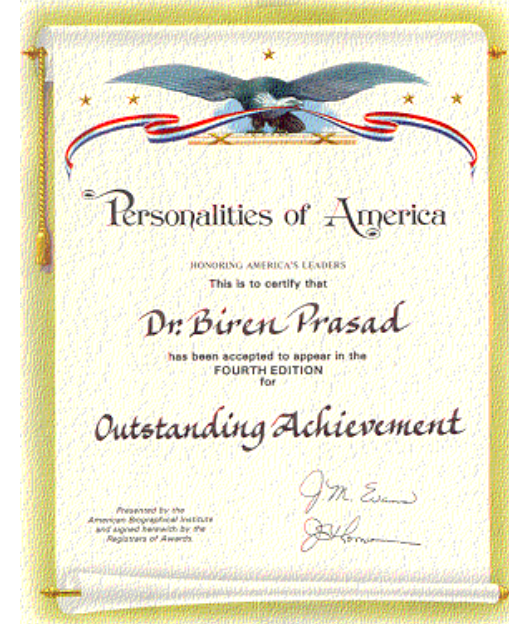 Personalities of America
HONORING AMERICA'S LEADERS
This is to certify that
Dr. Biren Prasad
has been accepted to appear in the
FOURTH EDITION
for
Outstanding Achievement
J.M. Evans
Presented by the
American Biographical Institute
and signed herewith by the
Registrars of Awards.